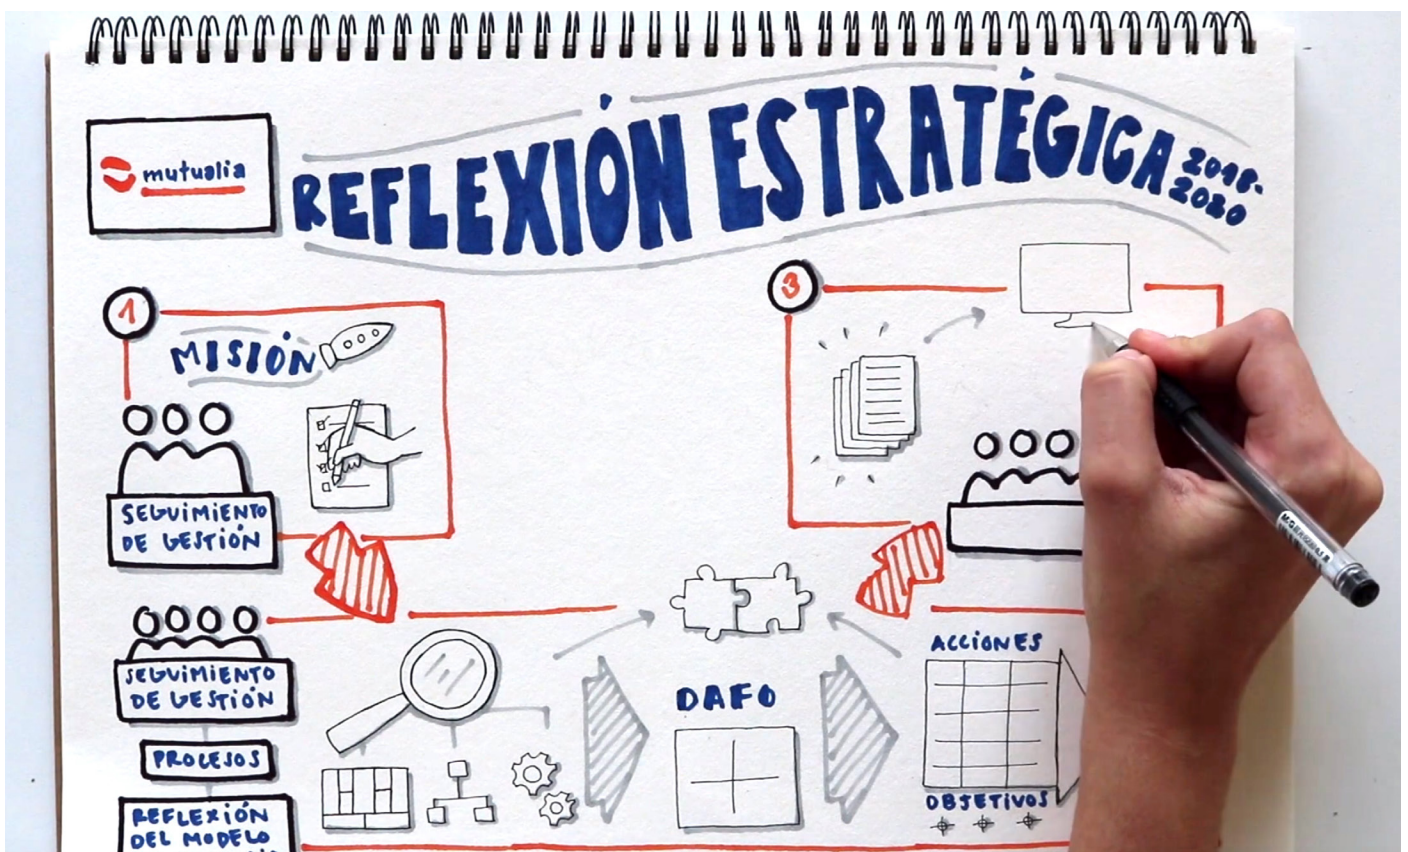 mutualia
REFLEXIÓN ESTRATÉGICA
2018-
2020
1
MISIÓN
SEGUIMIENTO
DE GESTIÓN
3
SEGUIMIENTO
DE GESTIÓN
PROCESOS
REFLEXIÓN
DEL MODELO
DAFO
ACCIONES
OBJETIVOS